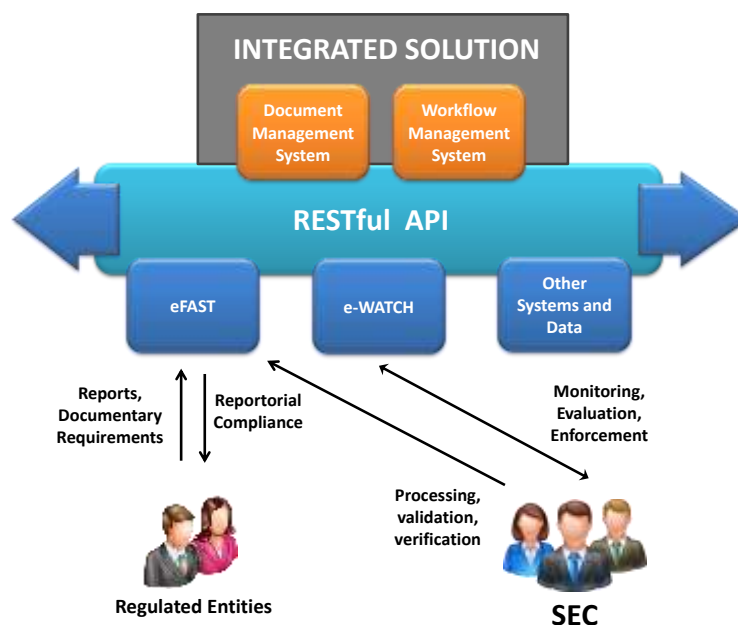 INTEGRATED SOLUTION
Document
Management
System
Workflow
Management
System
RESTful API
eFAST
e-WATCH
Other
Systems and
Data
Reports,
Documentary
Requirements
Reportorial
Compliance
Monitoring,
Evaluation,
Enforcement
Processing,
validation,
verification
Regulated Entities
SEC